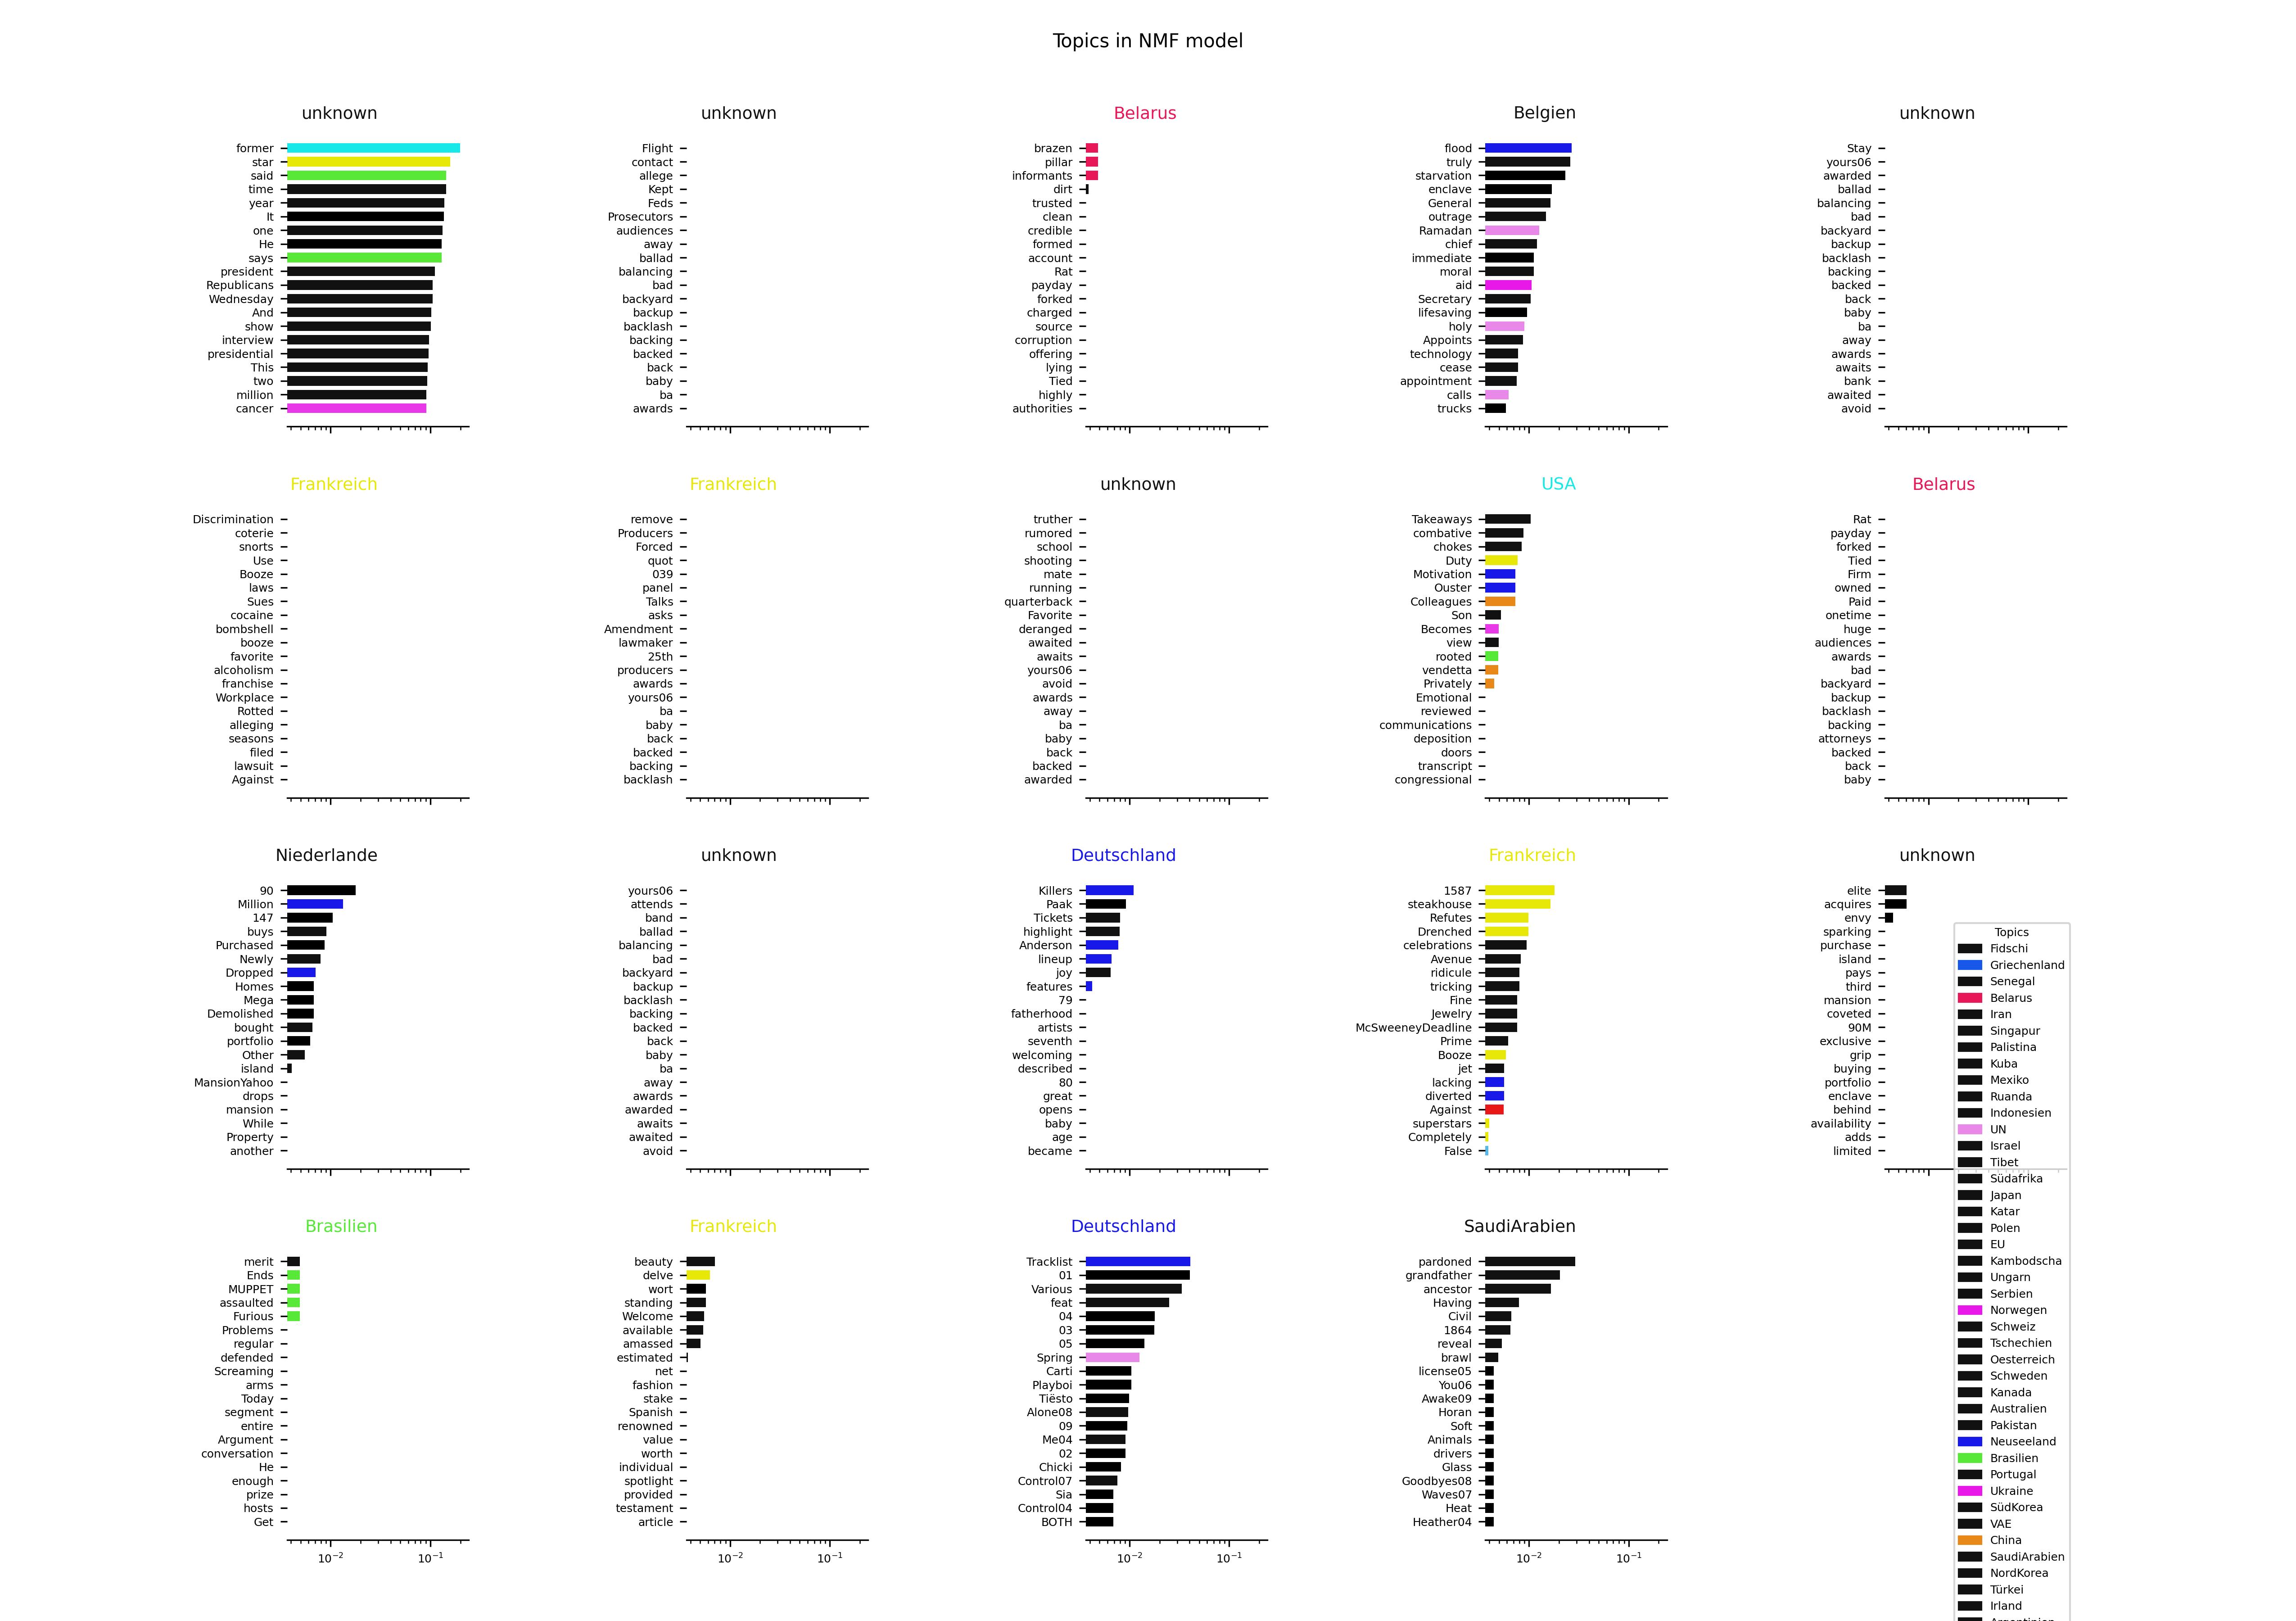 Topics in NMF model
unknown
former
star
said
time
year
It
one
He
says
president
Republicans
Wednesday
And
show
interview
presidential
This
two
million
cancer
unknown
Flight
contact
allege
Kept
Feds
Prosecutors
audiences
away
ballad
balancing
bad
backyard
backup
backlash
backing
backed
back
baby
ba
awards
Belarus
brazen
pillar
informants
dirt
trusted
clean
credible
formed
account
Rat
payday
forked
charged
source
corruption
offering
lying
Tied
highly
authorities
Belgien
flood
truly
starvation
enclave
General
outrage
Ramadan
chief
immediate
moral
aid
Secretary
lifesaving
holy
Appoints
technology
cease
appointment
calls
trucks
unknown
Stay
yours06
awarded
ballad
balancing
bad
backyard
backup
backlash
backing
backed
back
baby
ba
away
awards
awaits
bank
awaited
avoid
Frankreich
Discrimination
coterie
snorts
Use
Booze
laws
Sues
cocaine
bombshell
booze
favorite
alcoholism
franchise
Workplace
Rotted
alleging
seasons
filed
lawsuit
Against
Frankreich
remove
Producers
Forced
quot
039
panel
Talks
asks
Amendment
lawmaker
25th
producers
awards
yours06
ba
baby
back
backed
backing
backlash
unknown
truther
rumored
school
shooting
mate
running
quarterback
Favorite
deranged
awaited
awaits
yours06
avoid
awards
away
ba
baby
back
backed
awarded
USA
Takeaways
combative
chokes
Duty
Motivation
Ouster
Colleagues
Son
Becomes
view
rooted
vendetta
Privately
Emotional
reviewed
communications
deposition
doors
transcript
congressional
Belarus
Rat
payday
forked
Tied
Firm
owned
Paid
onetime
huge
audiences
awards
bad
backyard
backup
backlash
backing
attorneys
backed
back
baby
Niederlande
90
Million
147
buys
Purchased
Newly
Dropped
Homes
Mega
Demolished
bought
portfolio
Other
island
MansionYahoo
drops
mansion
While
Property
another
unknown
yours06
attends
band
ballad
balancing
bad
backyard
backup
backlash
backing
backed
back
baby
ba
away
awards
awarded
awaits
awaited
avoid
Deutschland
Killers
Paak
Tickets
highlight
Anderson
lineup
joy
features
79
fatherhood
artists
seventh
welcoming
described
80
great
opens
baby
age
became
Frankreich
1587
steakhouse
Refutes
Drenched
celebrations
Avenue
ridicule
tricking
Fine
Jewelry
McSweeneyDeadline
Prime
Booze
jet
lacking
diverted
Against
superstars
Completely
False
unknown
elite
acquires
envy
sparking
purchase
island
pays
third
mansion
coveted
90M
exclusive
grip
buying
portfolio
enclave
behind
availability
adds
limited
Brasilien
merit
Ends
MUPPET
assaulted
Furious
Problems
regular
defended
Screaming
arms
Today
segment
entire
Argument
conversation
He
enough
prize
hosts
Get
10⁻² 10⁻¹
Frankreich
beauty
delve
wort
standing
Welcome
available
amassed
estimated
net
fashion
stake
Spanish
renowned
value
worth
individual
spotlight
provided
testament
article
10⁻² 10⁻¹
Deutschland
Tracklist
01
Various
feat
04
03
05
Spring
Carti
Playboi
Tiësto
Alone08
09
Me04
02
Chicki
Control07
Sia
Control04
BOTH
10⁻² 10⁻¹
SaudiArabien
pardoned
grandfather
ancestor
Having
Civil
1864
reveal
brawl
license05
You06
Awake09
Horan
Soft
Animals
drivers
Glass
Goodbyes08
Waves07
Heat
Heather04
10⁻² 10⁻¹
Topics
Fidschi
Griechenland
Senegal
Belarus
Iran
Singapur
Palistina
Kuba
Mexiko
Ruanda
Indonesien
UN
Israel
Tibet
Südafrika
Japan
Katar
Polen
EU
Kambodscha
Ungarn
Serbien
Norwegen
Schweiz
Tschechien
Oesterreich
Schweden
Kanada
Australien
Pakistan
Neuseeland
Brasilien
Portugal
Ukraine
SüdKorea
VAE
China
SaudiArabien
NordKorea
Türkei
Irland